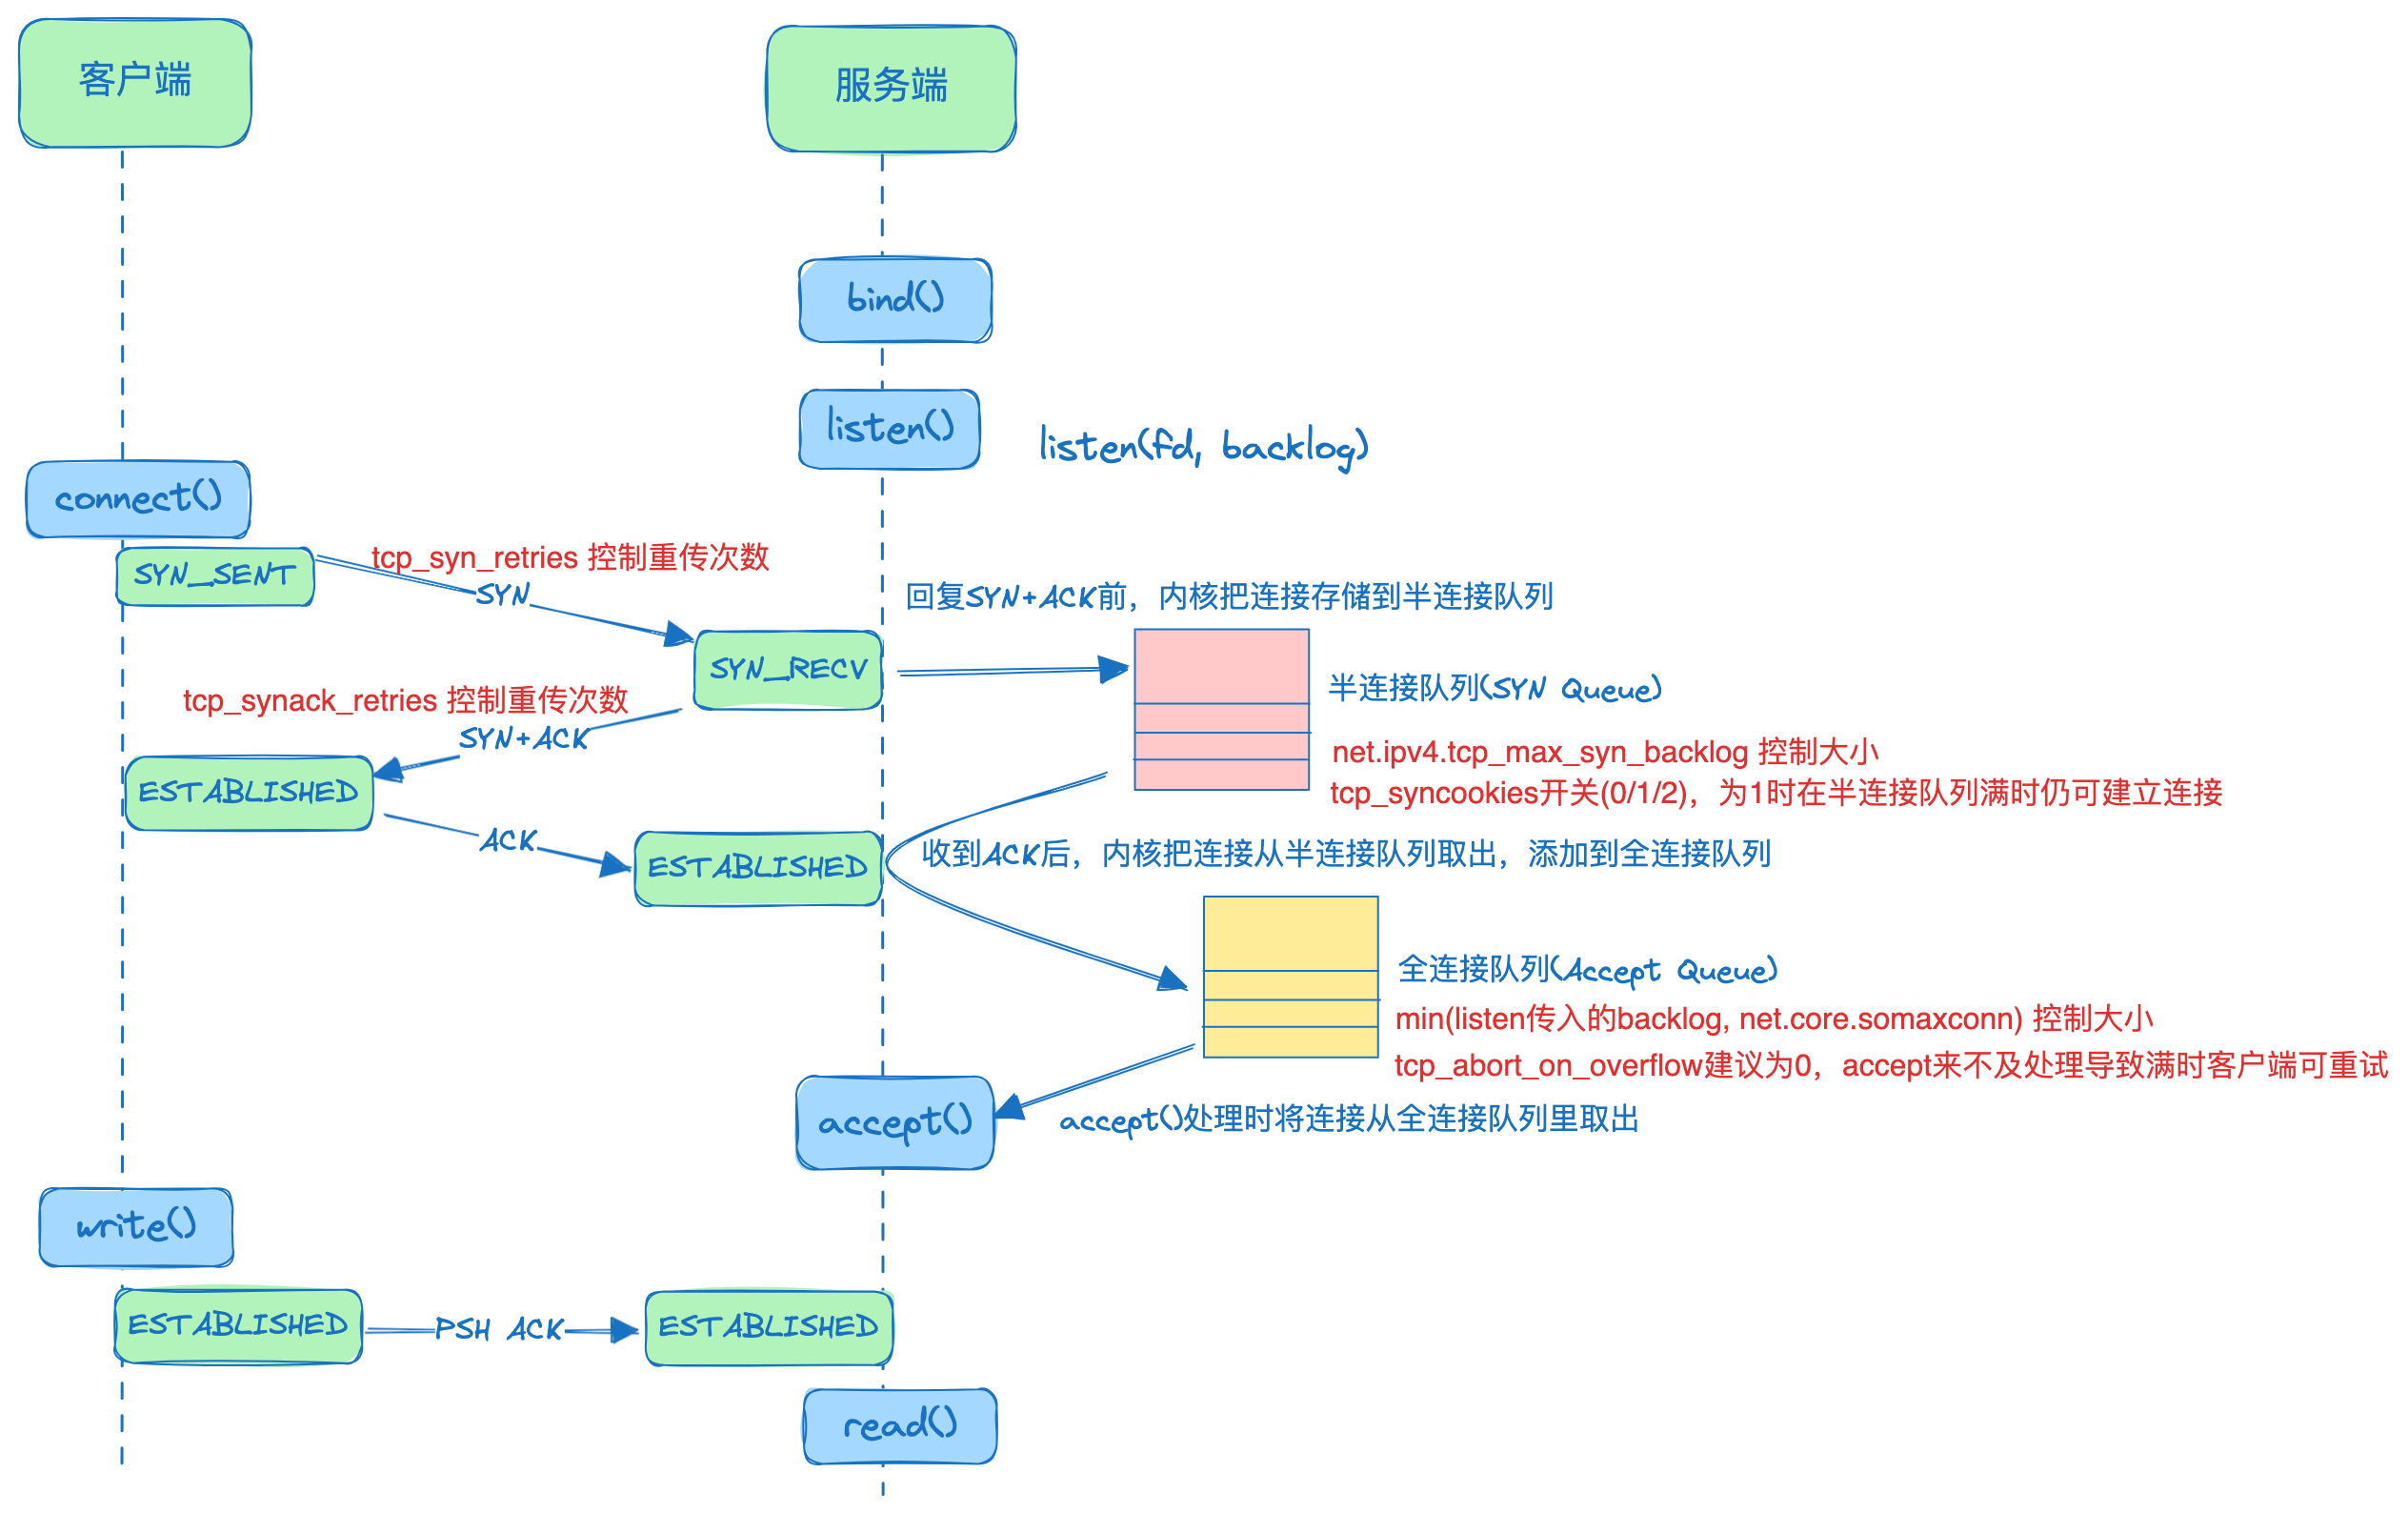 客户端
服务端
bind()
listen()
listen(fd, backlog)
connect()
SYN_SENT
tcp_syn_retries 控制重传次数
SYN
回复SYN+ACK前，内核把连接存储到半连接队列
SYN_RECV
半连接队列(SYN Queue)
tcp_synack_retries 控制重传次数
SYN+ACK
net.ipv4.tcp_max_syn_backlog 控制大小
tcp_syncookies开关(0/1/2)，为1时在半连接队列满时仍可建立连接
ESTABLISHED
ACK
ESTABLISHED
收到ACK后，内核把连接从半连接队列取出，添加到全连接队列
全连接队列(Accept Queue)
min(listen传入的backlog, net.core.somaxconn) 控制大小
tcp_abort_on_overflow建议为0，accept来不及处理导致满时客户端可重试
accept()
accept()处理时将连接从全连接队列里取出
write()
ESTABLISHED
PSH ACK
ESTABLISHED
read()